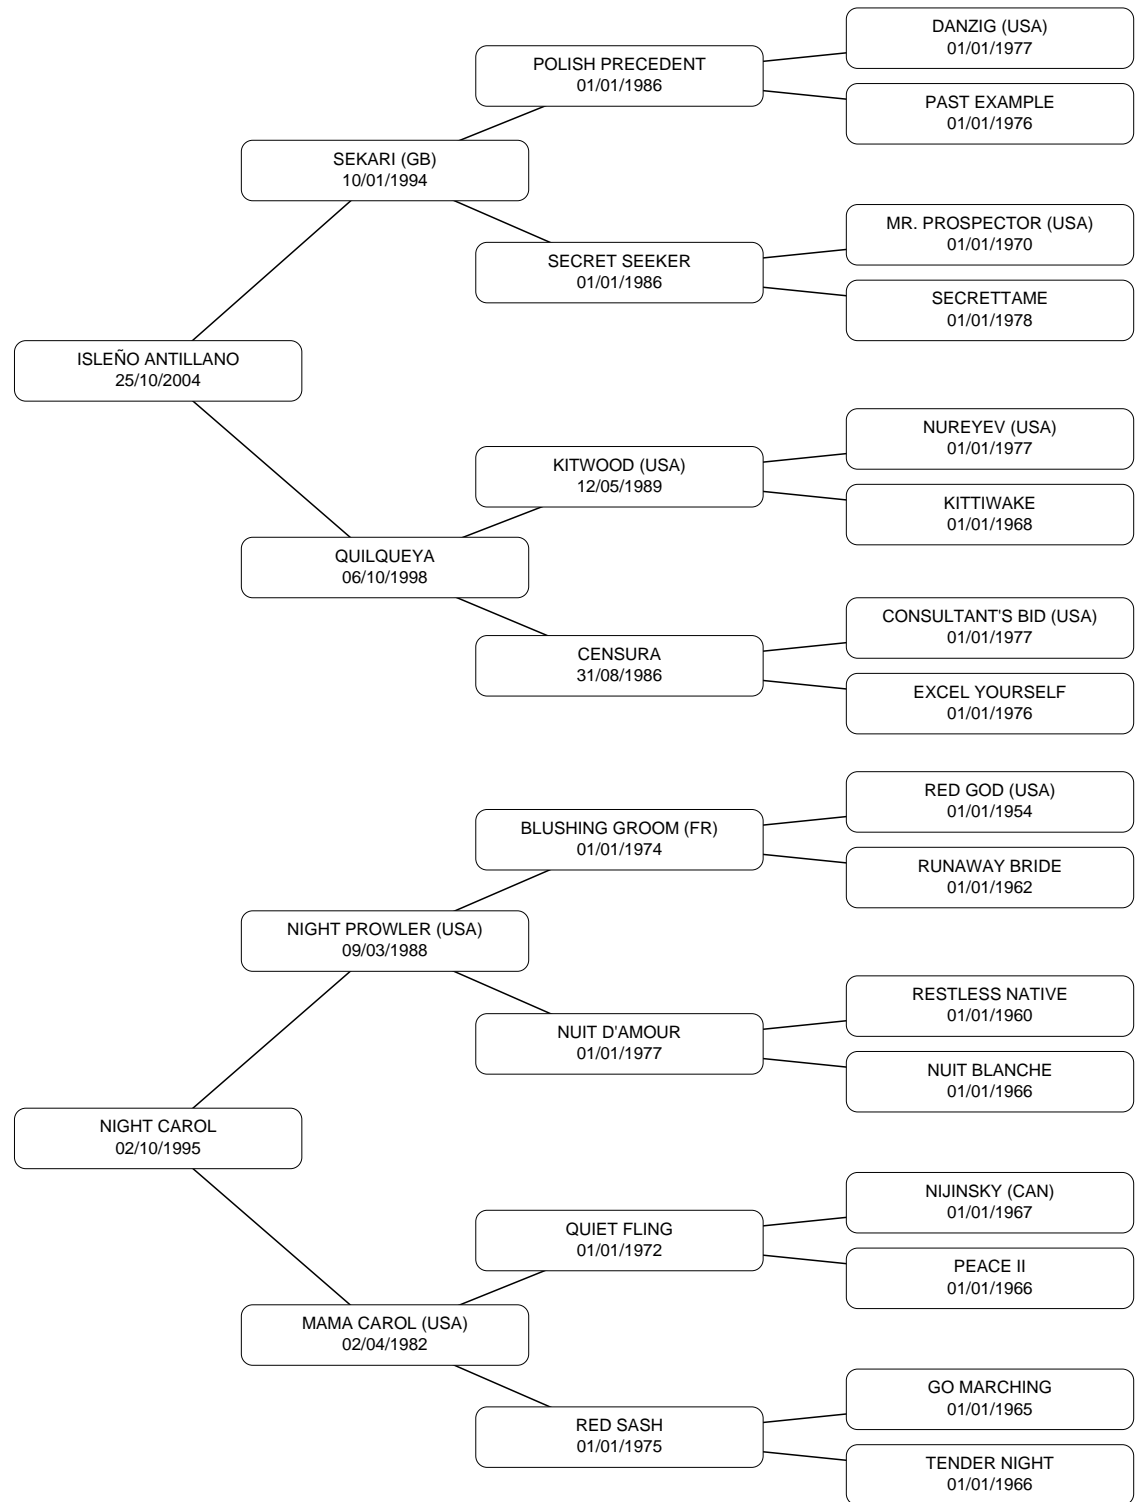 DANZIG (USA)
01/01/1977
POLISH PRECEDENT
01/01/1986
PAST EXAMPLE
01/01/1976
SEKARI (GB)
10/01/1994
MR. PROSPECTOR (USA)
01/01/1970
SECRET SEEKER
01/01/1986
SECRETTAME
01/01/1978
ISLEÑO ANTILLANO
25/10/2004
NUREYEV (USA)
01/01/1977
KITWOOD (USA)
12/05/1989
KITTIWAKE
01/01/1968
QUILQUEYA
06/10/1998
CONSULTANT'S BID (USA)
01/01/1977
CENSURA
31/08/1986
EXCEL YOURSELF
01/01/1976
RED GOD (USA)
01/01/1954
BLUSHING GROOM (FR)
01/01/1974
RUNAWAY BRIDE
01/01/1962
NIGHT PROWLER (USA)
09/03/1988
RESTLESS NATIVE
01/01/1960
NUIT D'AMOUR
01/01/1977
NUIT BLANCHE
01/01/1966
NIGHT CAROL
02/10/1995
NIJINSKY (CAN)
01/01/1967
QUIET FLING
01/01/1972
PEACE II
01/01/1966
MAMA CAROL (USA)
02/04/1982
GO MARCHING
01/01/1965
RED SASH
01/01/1975
TENDER NIGHT
01/01/1966